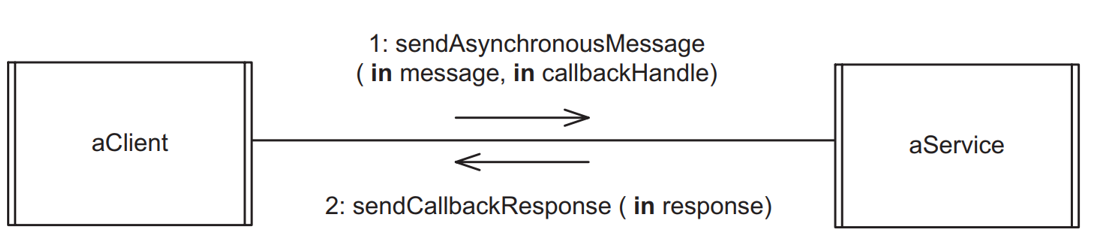 1: sendAsynchronousMessage
( in message, in callbackHandle)
aClient
aService
2: sendCallbackResponse ( in response)